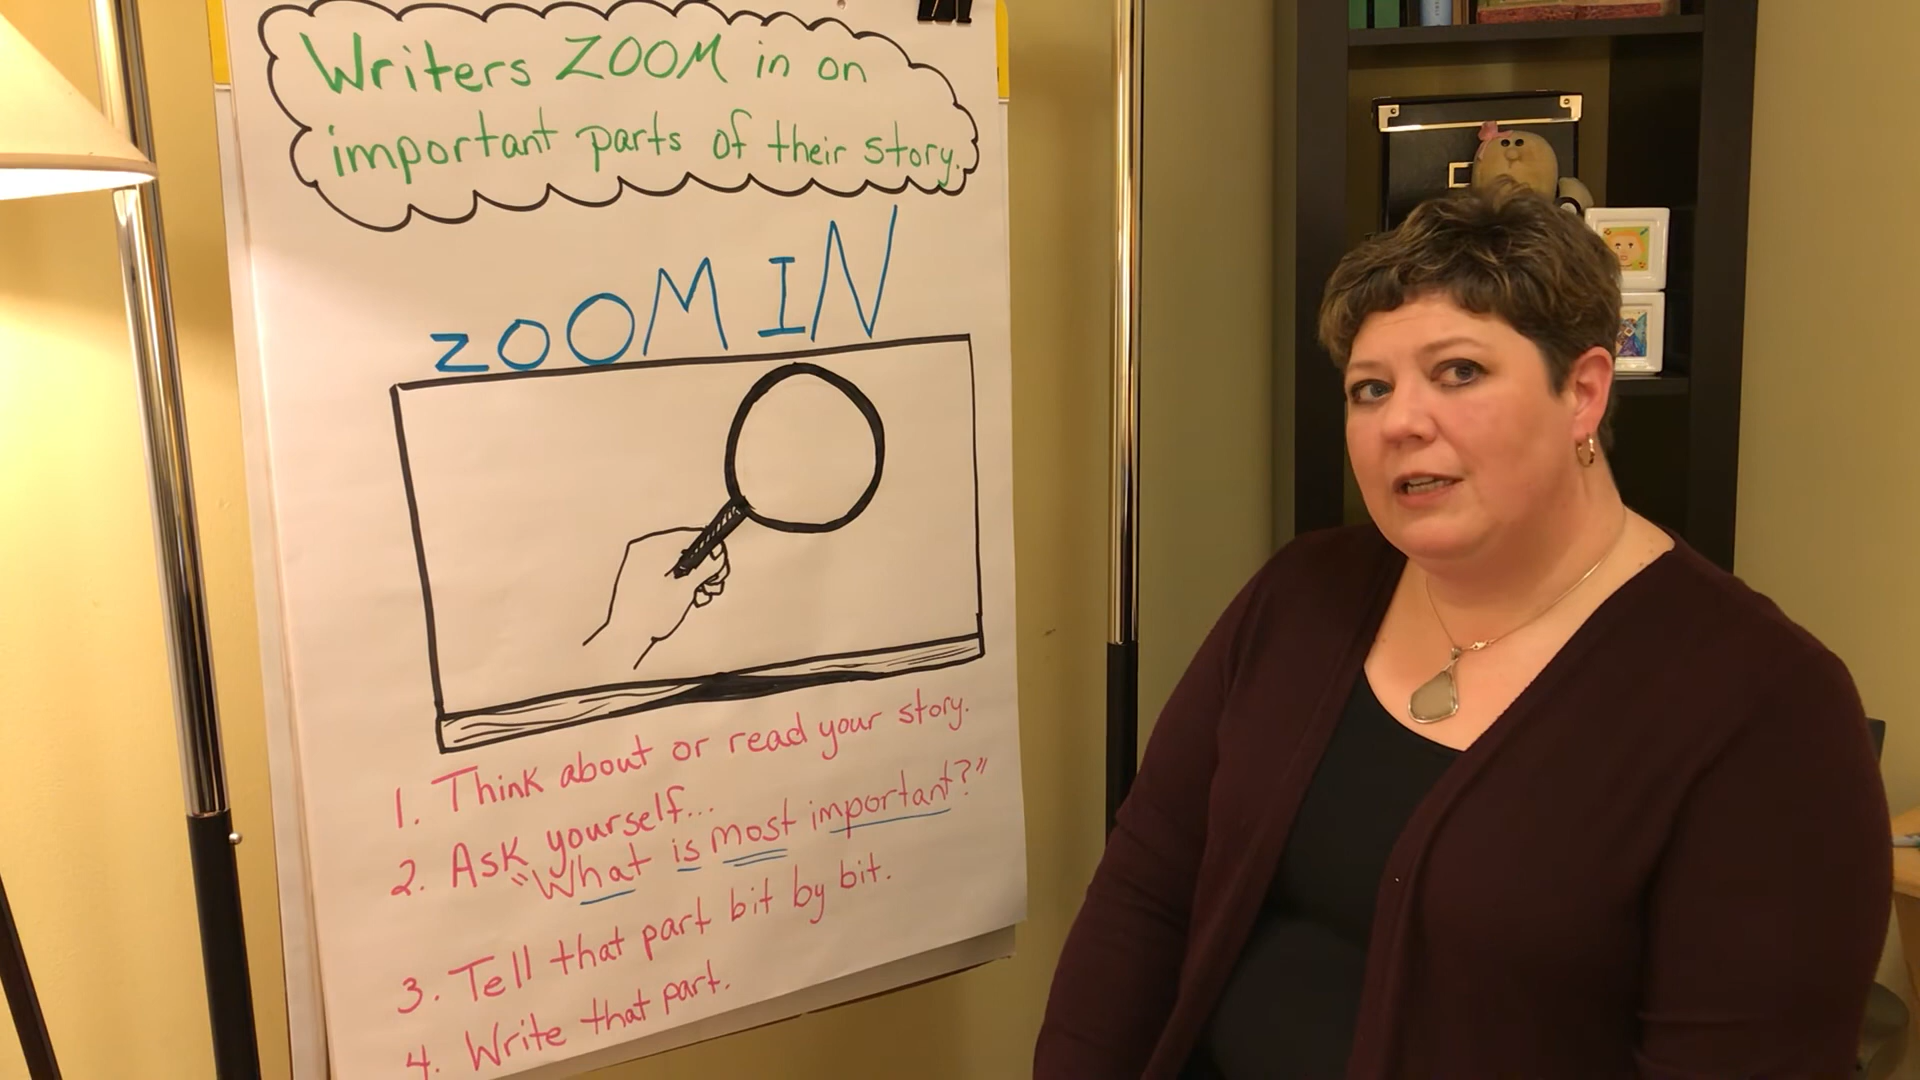 Writers ZOOM in on
important parts of their story.
ZOOM IN
1. Think about or read your story.
2. Ask yourself...
"What is most important?"
3. Tell that part bit by bit.
4. Write that part.